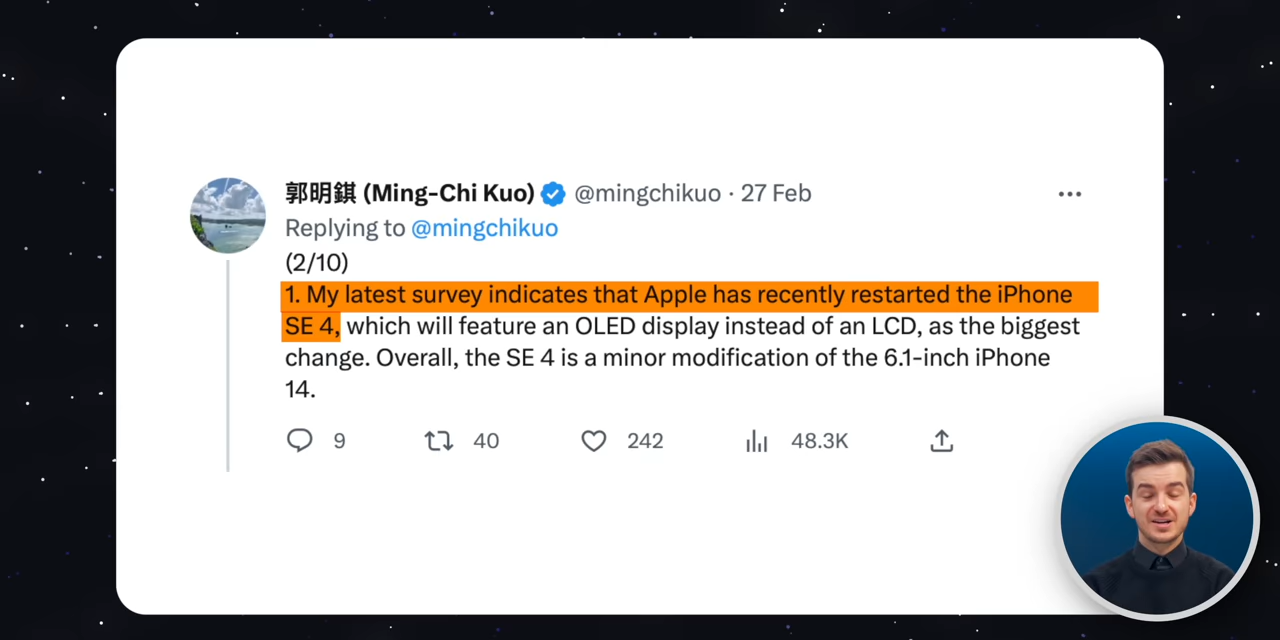 郭明錤 (Ming-Chi Kuo) @mingchikuo · 27 Feb
Replying to @mingchikuo
(2/10)
1. My latest survey indicates that Apple has recently restarted the iPhone
SE 4, which will feature an OLED display instead of an LCD, as the biggest
change. Overall, the SE 4 is a minor modification of the 6.1-inch iPhone
14.
9 40 242 48.3K